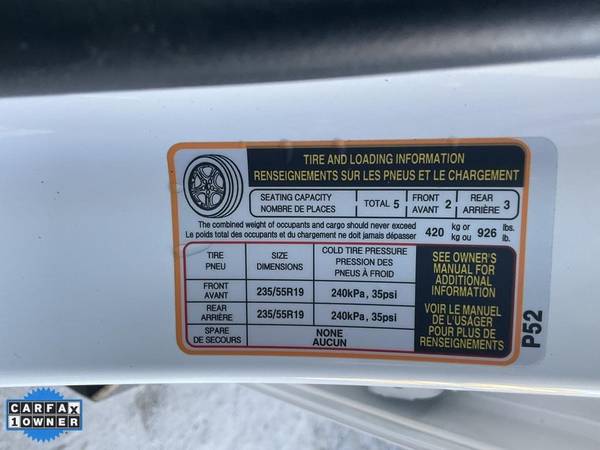 TIRE AND LOADING INFORMATION
RENSEIGNEMENTS SUR LES PNEUS ET LE CHARGEMENT
SEATING CAPACITY
NOMBRE DE PLACES
TOTAL 5
FRONT
AVANT 2
REAR
ARRIÈRE 3
The combined weight of occupants and cargo should never exceed
Le poids total des occupants et du chargement ne doit jamais dépasser
420 kg or
kg ou
926 lbs.
lb.
TIRE
PNEU
SIZE
DIMENSIONS
COLD TIRE PRESSURE
PRESSION DES
PNEUS À FROID
FRONT
AVANT
235/55R19
240kPa, 35psi
REAR
ARRIÈRE
235/55R19
240kPa, 35psi
SPARE
DE SECOURS
NONE
AUCUN
SEE OWNER'S
MANUAL FOR
ADDITIONAL
INFORMATION
VOIR LE MANUEL
DE L'USAGER
POUR PLUS DE
RENSEIGNEMENTS
P52
CARFAX
1 OWNER